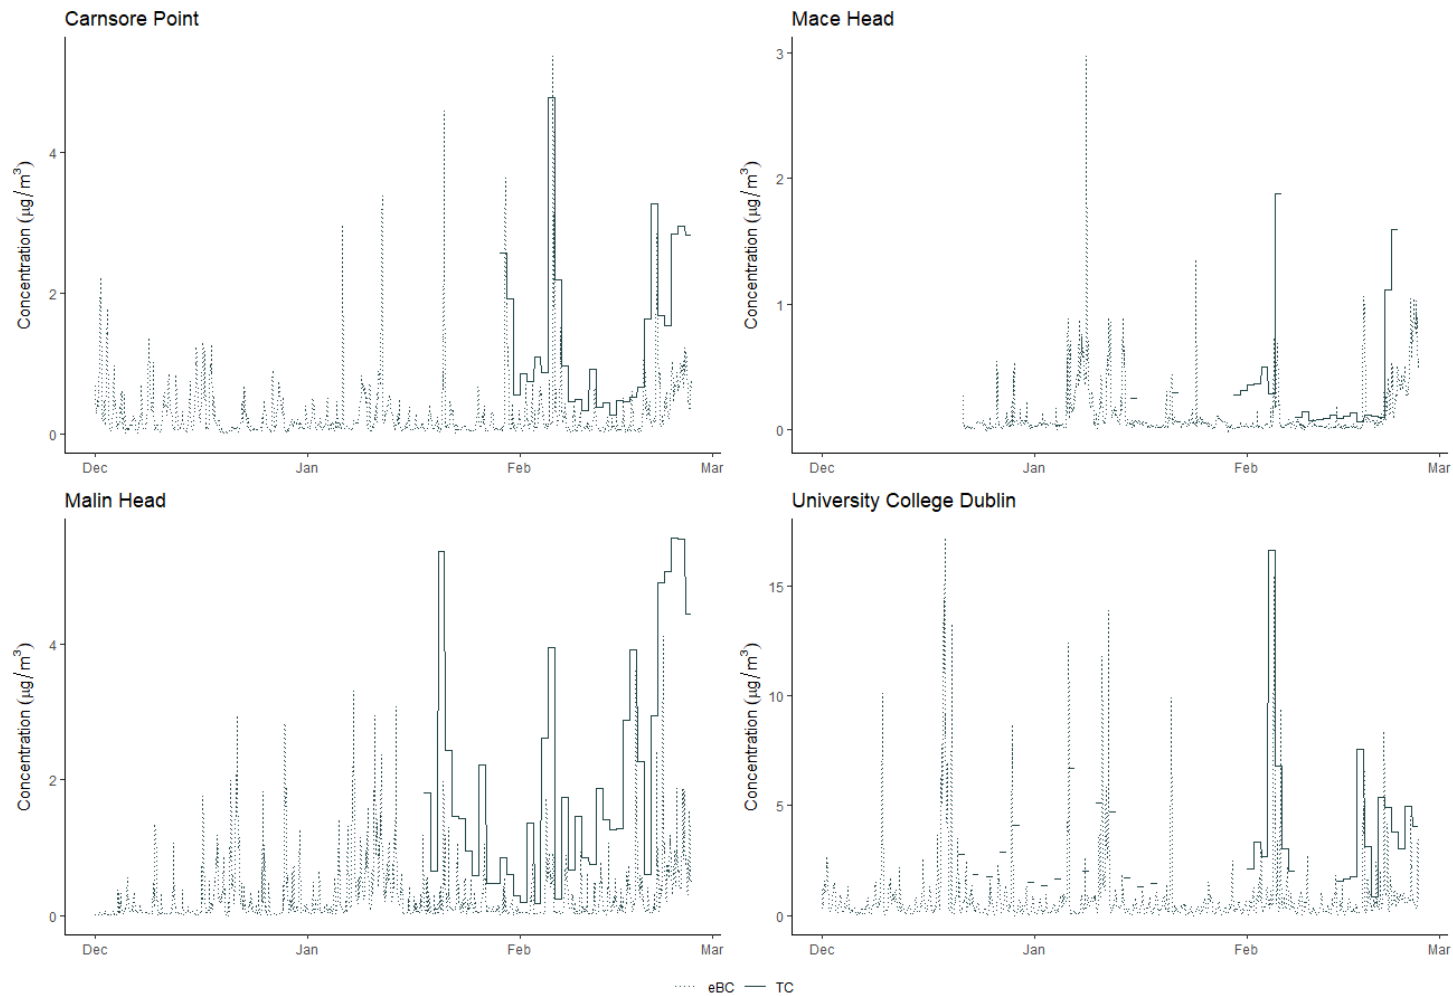 Carnsore Point
Concentration (μg/m³)
4
2
0
Dec Jan Feb Mar
Mace Head
Concentration (μg/m³)
3
2
1
0
Dec Jan Feb Mar
Malin Head
Concentration (μg/m³)
4
2
0
Dec Jan Feb Mar
University College Dublin
Concentration (μg/m³)
15
10
5
0
Dec Jan Feb Mar
eBC TC